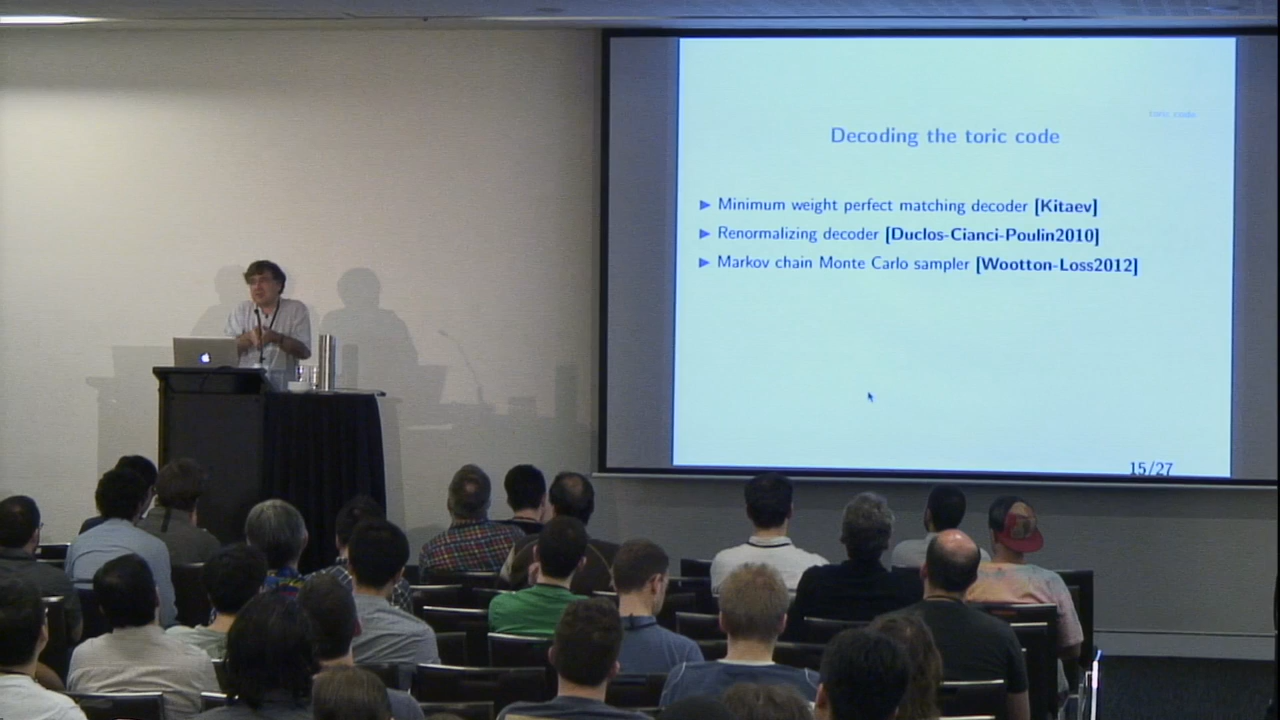 toric code
Decoding the toric code
▶ Minimum weight perfect matching decoder [Kitaev]
▶ Renormalizing decoder [Duclos-Cianci-Poulin2010]
▶ Markov chain Monte Carlo sampler [Wootton-Loss2012]
15/27